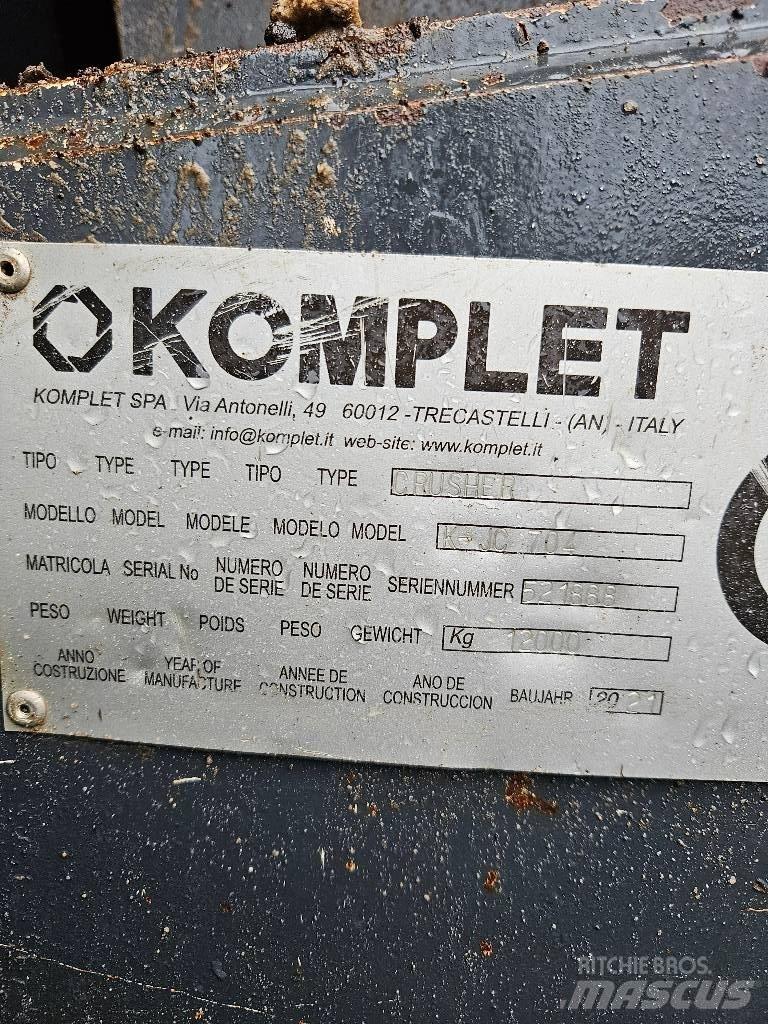 KOMPLET
KOMPLET SPA - Via Antonelli, 49 60012 -TRECASTELLI - (AN) - ITALY
e-mail: info@komplet.it web-site: www.komplet.it
TIPO TYPE TYPE TIPO TYPE CRUSHER
MODELLO MODEL MODELE MODELO MODEL K-JC 704
MATRICOLA SERIAL No NUMERO DE SERIE NUMERO DE SERIE SERIENNUMMER 521888
PESO WEIGHT POIDS PESO GEWICHT Kg 12000
ANNO COSTRUZIONE YEAR OF MANUFACTURE ANNEE DE CONSTRUCTION ANO DE CONSTRUCCION BAUJAHR 2021
RITCHIE BROS.
MASCUS